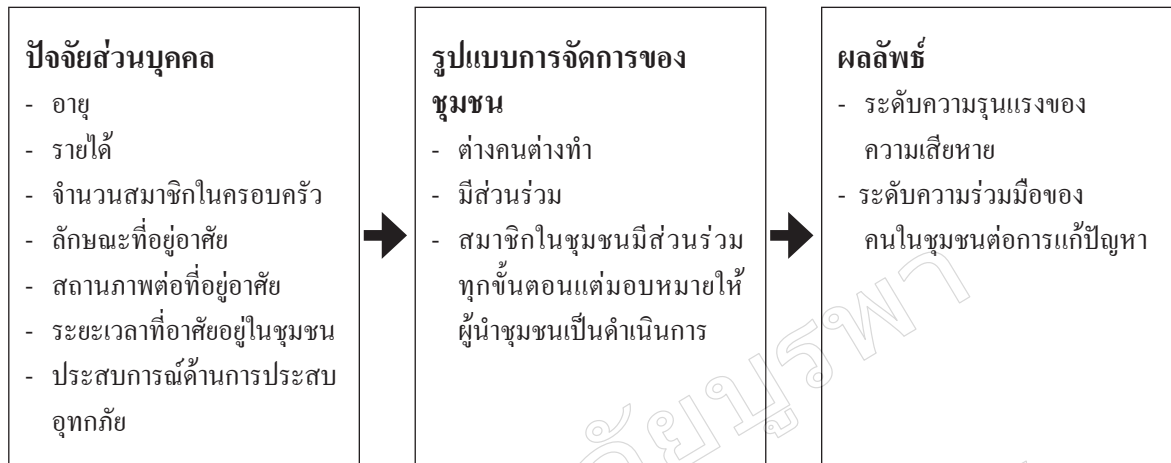 ปัจจัยส่วนบุคคล
- อายุ
- รายได้
- จำนวนสมาชิกในครอบครัว
- ลักษณะที่อยู่อาศัย
- สถานภาพต่อที่อยู่อาศัย
- ระยะเวลาที่อาศัยอยู่ในชุมชน
- ประสบการณ์ด้านการประสบ
อุทกภัย
รูปแบบการจัดการของ
ชุมชน
- ต่างคนต่างทำ
- มีส่วนร่วม
- สมาชิกในชุมชนมีส่วนร่วม
ทุกขั้นตอนแต่มอบหมายให้
ผู้นำชุมชนเป็นดำเนินการ
ผลลัพธ์
- ระดับความรุนแรงของ
ความเสียหาย
- ระดับความร่วมมือของ
คนในชุมชนต่อการแก้ปัญหา